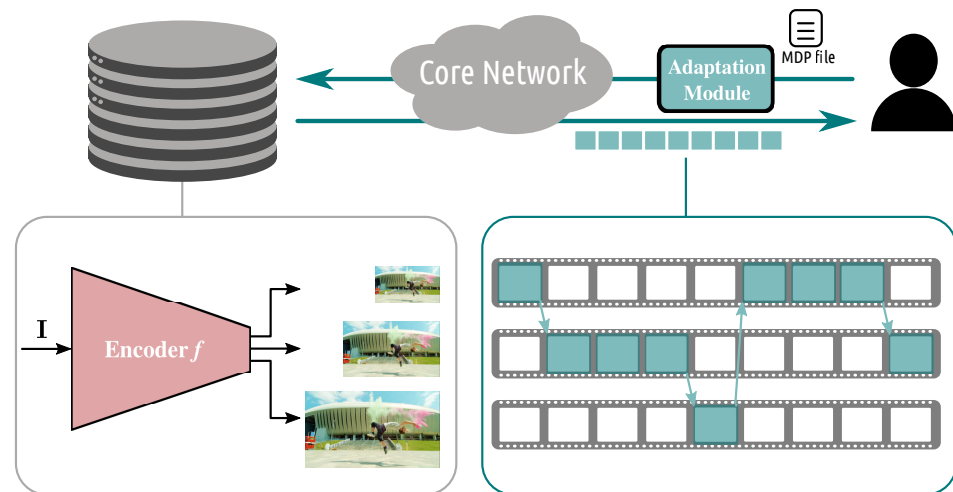 MDP file
Core Network
Adaptation
Module
I
Encoder f